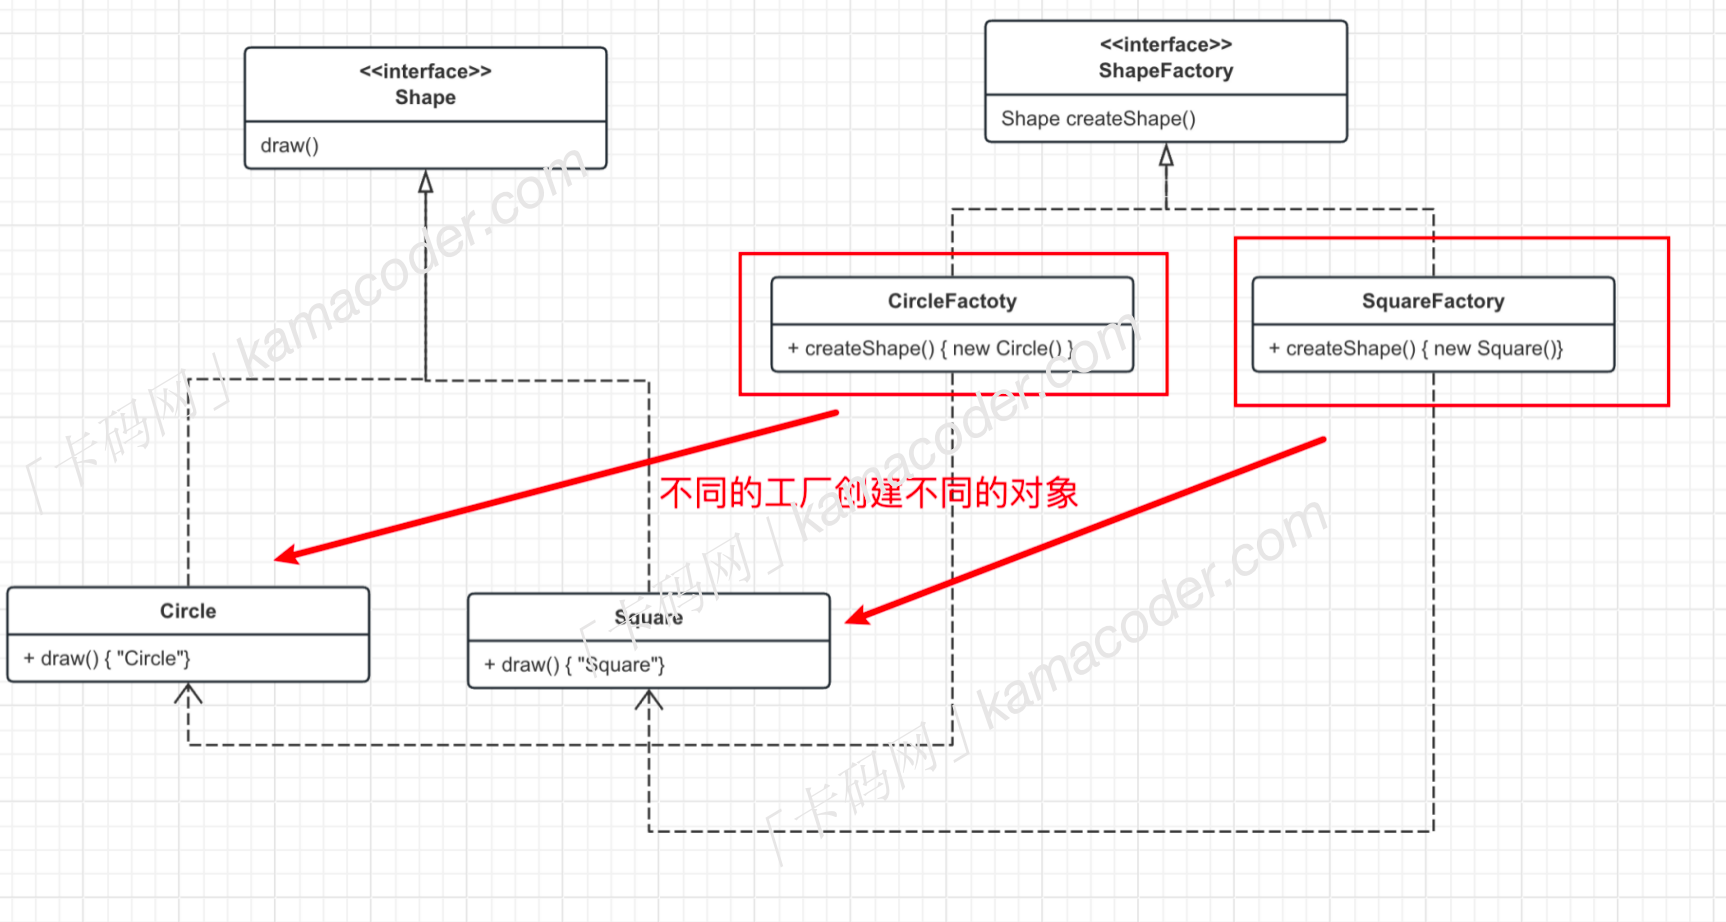 <<interface>>
Shape
draw()
<<interface>>
ShapeFactory
Shape createShape()
CircleFactoty
+ createShape() { new Circle() }
SquareFactory
+ createShape() { new Square()}
不同的工厂创建不同的对象
Circle
+ draw() { "Circle"}
Square
+ draw() { "Square"}
「卡码网」kamacoder.com
「卡码网」kamacoder.com
「卡码网」kamacoder.com